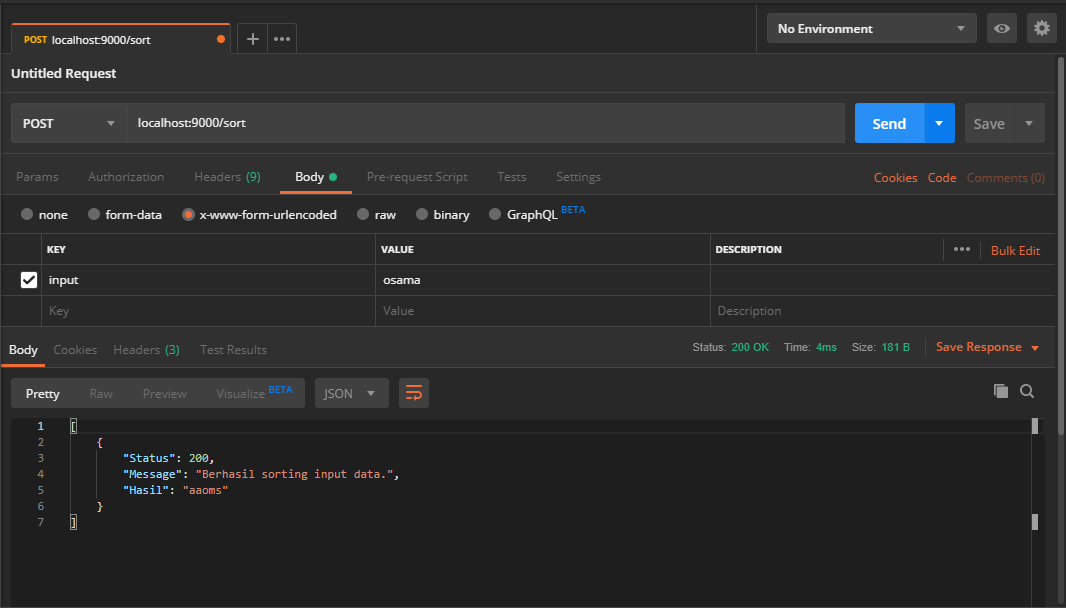 POST localhost:9000/sort
No Environment
Untitled Request
POST localhost:9000/sort Send Save
Params Authorization Headers (9) Body Pre-request Script Tests Settings Cookies Code Comments (0)
none form-data x-www-form-urlencoded raw binary GraphQL BETA
KEY VALUE DESCRIPTION Bulk Edit
input osama
Key Value Description
Body Cookies Headers (3) Test Results Status: 200 OK Time: 4ms Size: 181 B Save Response
Pretty Raw Preview Visualize BETA JSON
1 [
2 {
3 "Status": 200,
4 "Message": "Berhasil sorting input data.",
5 "Hasil": "aaoms"
6 }
7 ]